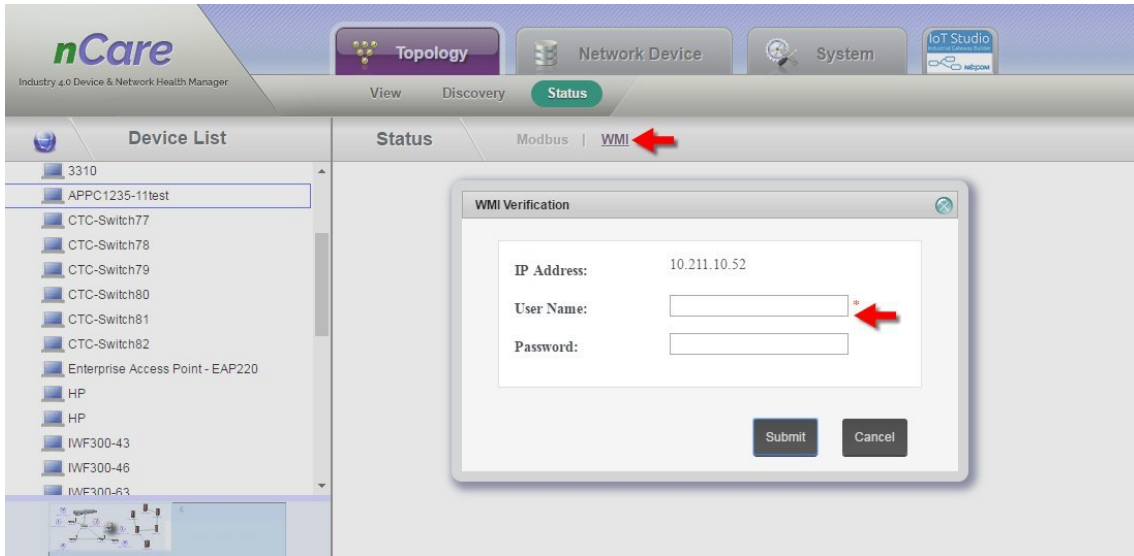 nCare
Industry 4.0 Device & Network Health Manager
Topology
Network Device
System
IoT Studio
NEXCOM
View
Discovery
Status
Device List
Status
Modbus | WMI
3310
APPC1235-11test
CTC-Switch77
CTC-Switch78
CTC-Switch79
CTC-Switch80
CTC-Switch81
CTC-Switch82
Enterprise Access Point - EAP220
HP
HP
IWF300-43
IWF300-46
IWF300-63
WMI Verification
IP Address: 10.211.10.52
User Name: *
Password:
Submit
Cancel